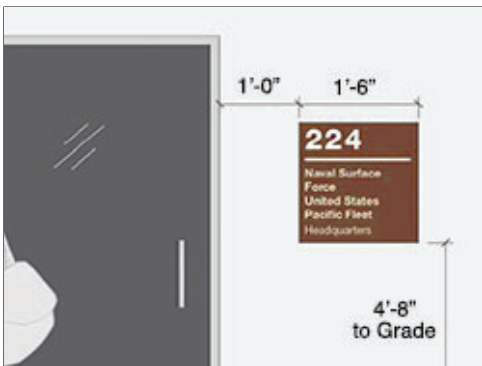 1'-0" 1'-6"
224
Naval Surface
Force
United States
Pacific Fleet
Headquarters
4'-8"
to Grade